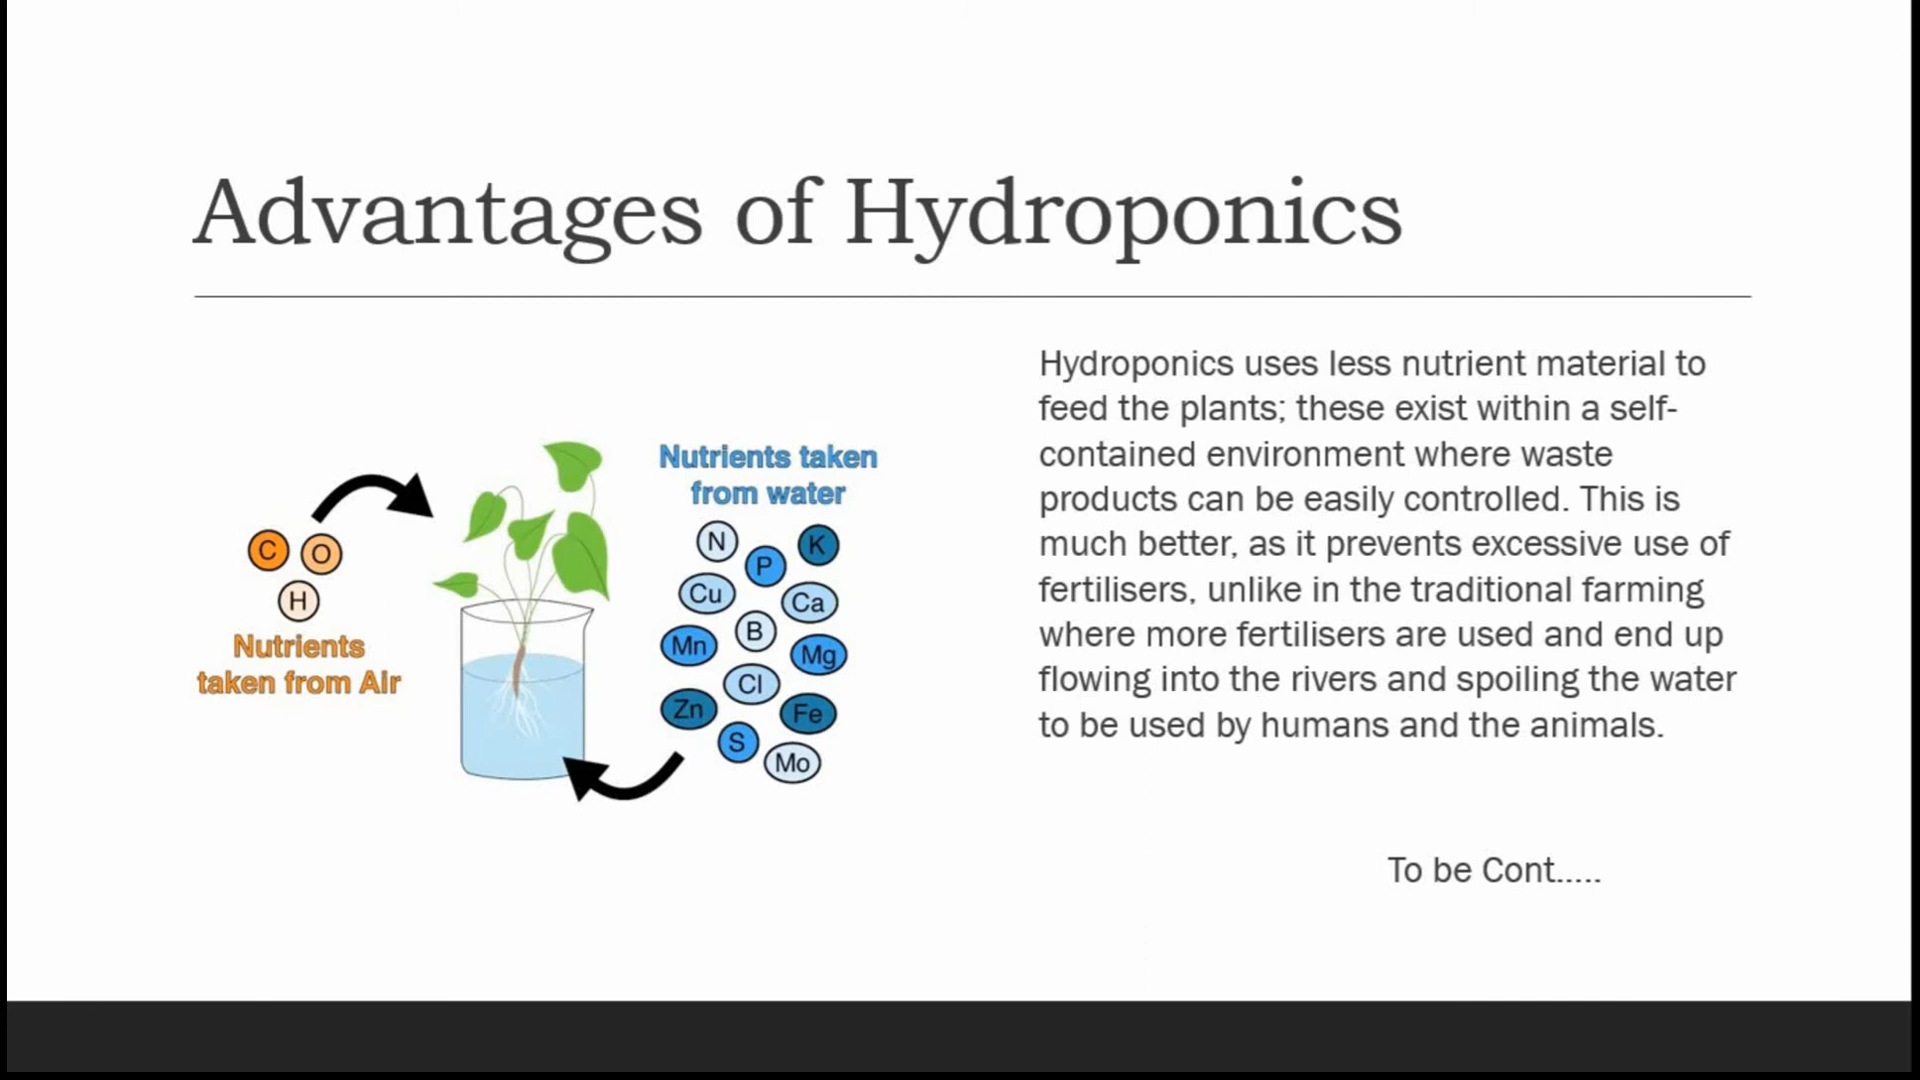 Advantages of Hydroponics
Nutrients taken
from water
C
O
H
Nutrients
taken from Air
N
K
P
Cu
Ca
B
Mn
Mg
Cl
Zn
Fe
S
Mo
Hydroponics uses less nutrient material to
feed the plants; these exist within a self-
contained environment where waste
products can be easily controlled. This is
much better, as it prevents excessive use of
fertilisers, unlike in the traditional farming
where more fertilisers are used and end up
flowing into the rivers and spoiling the water
to be used by humans and the animals.
To be Cont.....